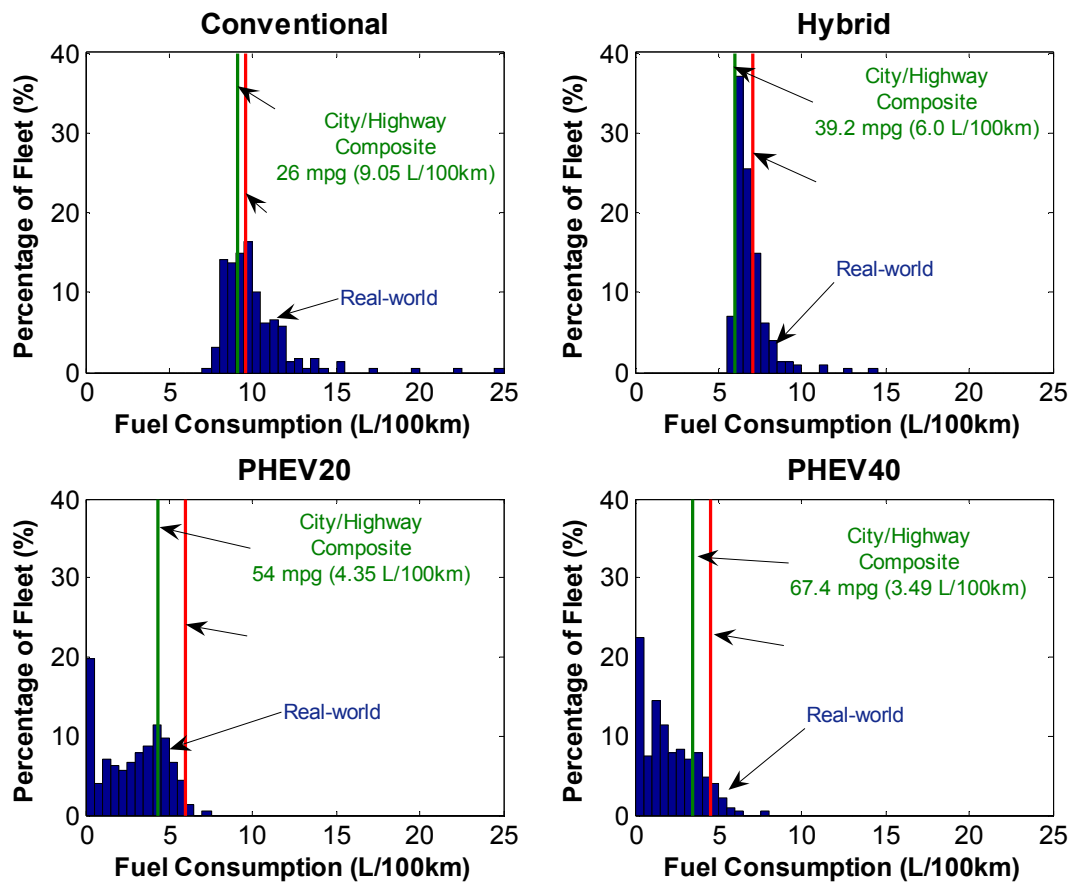 Conventional
Percentage of Fleet (%)
40
30
20
10
0
City/Highway
Composite
26 mpg (9.05 L/100km)
Real-world
0 5 10 15 20 25
Fuel Consumption (L/100km)
Hybrid
Percentage of Fleet (%)
40
30
20
10
0
City/Highway
Composite
39.2 mpg (6.0 L/100km)
Real-world
0 5 10 15 20 25
Fuel Consumption (L/100km)
PHEV20
Percentage of Fleet (%)
40
30
20
10
0
City/Highway
Composite
54 mpg (4.35 L/100km)
Real-world
0 5 10 15 20 25
Fuel Consumption (L/100km)
PHEV40
Percentage of Fleet (%)
40
30
20
10
0
City/Highway
Composite
67.4 mpg (3.49 L/100km)
Real-world
0 5 10 15 20 25
Fuel Consumption (L/100km)